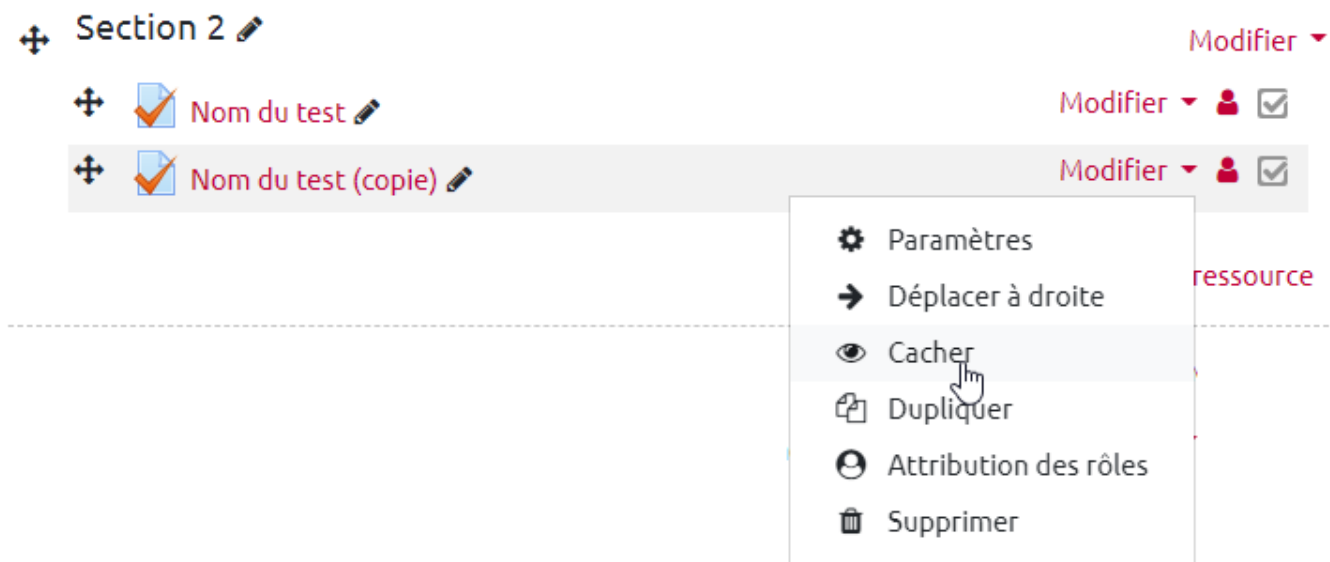 Section 2
Modifier
Nom du test
Modifier
Nom du test (copie)
Modifier
Paramètres
ressource
Déplacer à droite
Cacher
Dupliquer
Attribution des rôles
Supprimer